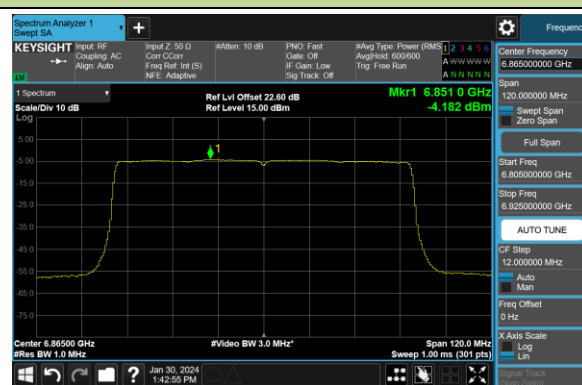 Spectrum Analyzer 1
Swept SA
Frequen
KEYSIGHT
Input: RF
Coupling: AC
Align: Auto
Input Z: 50 Ω
Corr CCorr
Freq Ref: Int (S)
NFE: Adaptive
#Atten: 10 dB
PNO: Fast
Gate: Off
IF Gain: Low
Sig Track: Off
#Avg Type: Power (RMS
Avg|Hold: 600/600
Trig: Free Run
1 2 3 4 5 6
A W W W W W
A N N N N N
LXI
1 Spectrum
Scale/Div 10 dB
Log
Ref Lvl Offset 22.60 dB
Ref Level 15.00 dBm
Mkr1 6.851 0 GHz
-4.182 dBm
5.00
-5.00
-15.0
-25.0
-35.0
-45.0
-55.0
-65.0
-75.0
1
Center 6.86500 GHz
#Res BW 1.0 MHz
#Video BW 3.0 MHz*
Span 120.0 MHz
Sweep 1.00 ms (301 pts)
Jan 30, 2024
1:42:55 PM
Center Frequency
6.865000000 GHz
Span
120.000000 MHz
Swept Span
Zero Span
Full Span
Start Freq
6.805000000 GHz
Stop Freq
6.925000000 GHz
AUTO TUNE
CF Step
12.000000 MHz
Auto
Man
Freq Offset
0 Hz
X Axis Scale
Log
Lin
Signal Track